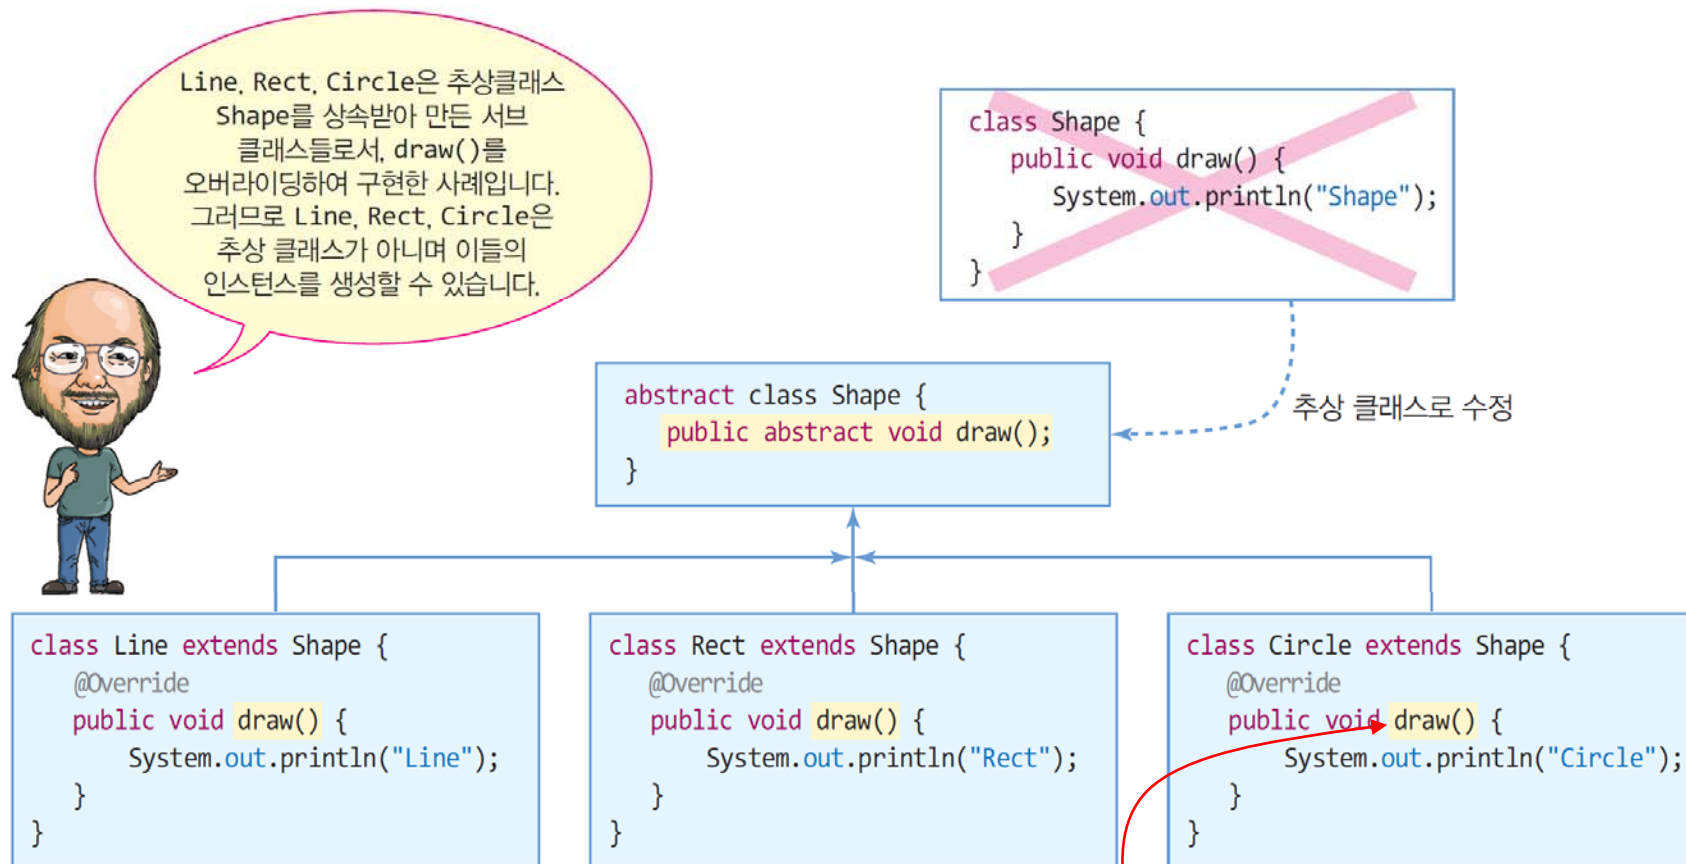 Line, Rect, Circle은 추상클래스
Shape를 상속받아 만든 서브
클래스들로서, draw()를
오버라이딩하여 구현한 사례입니다.
그러므로 Line, Rect, Circle은
추상 클래스가 아니며 이들의
인스턴스를 생성할 수 있습니다.
class Shape {
public void draw() {
System.out.println("Shape");
}
}
추상 클래스로 수정
abstract class Shape {
public abstract void draw();
}
class Line extends Shape {
@Override
public void draw() {
System.out.println("Line");
}
}
class Rect extends Shape {
@Override
public void draw() {
System.out.println("Rect");
}
}
class Circle extends Shape {
@Override
public void draw() {
System.out.println("Circle");
}
}